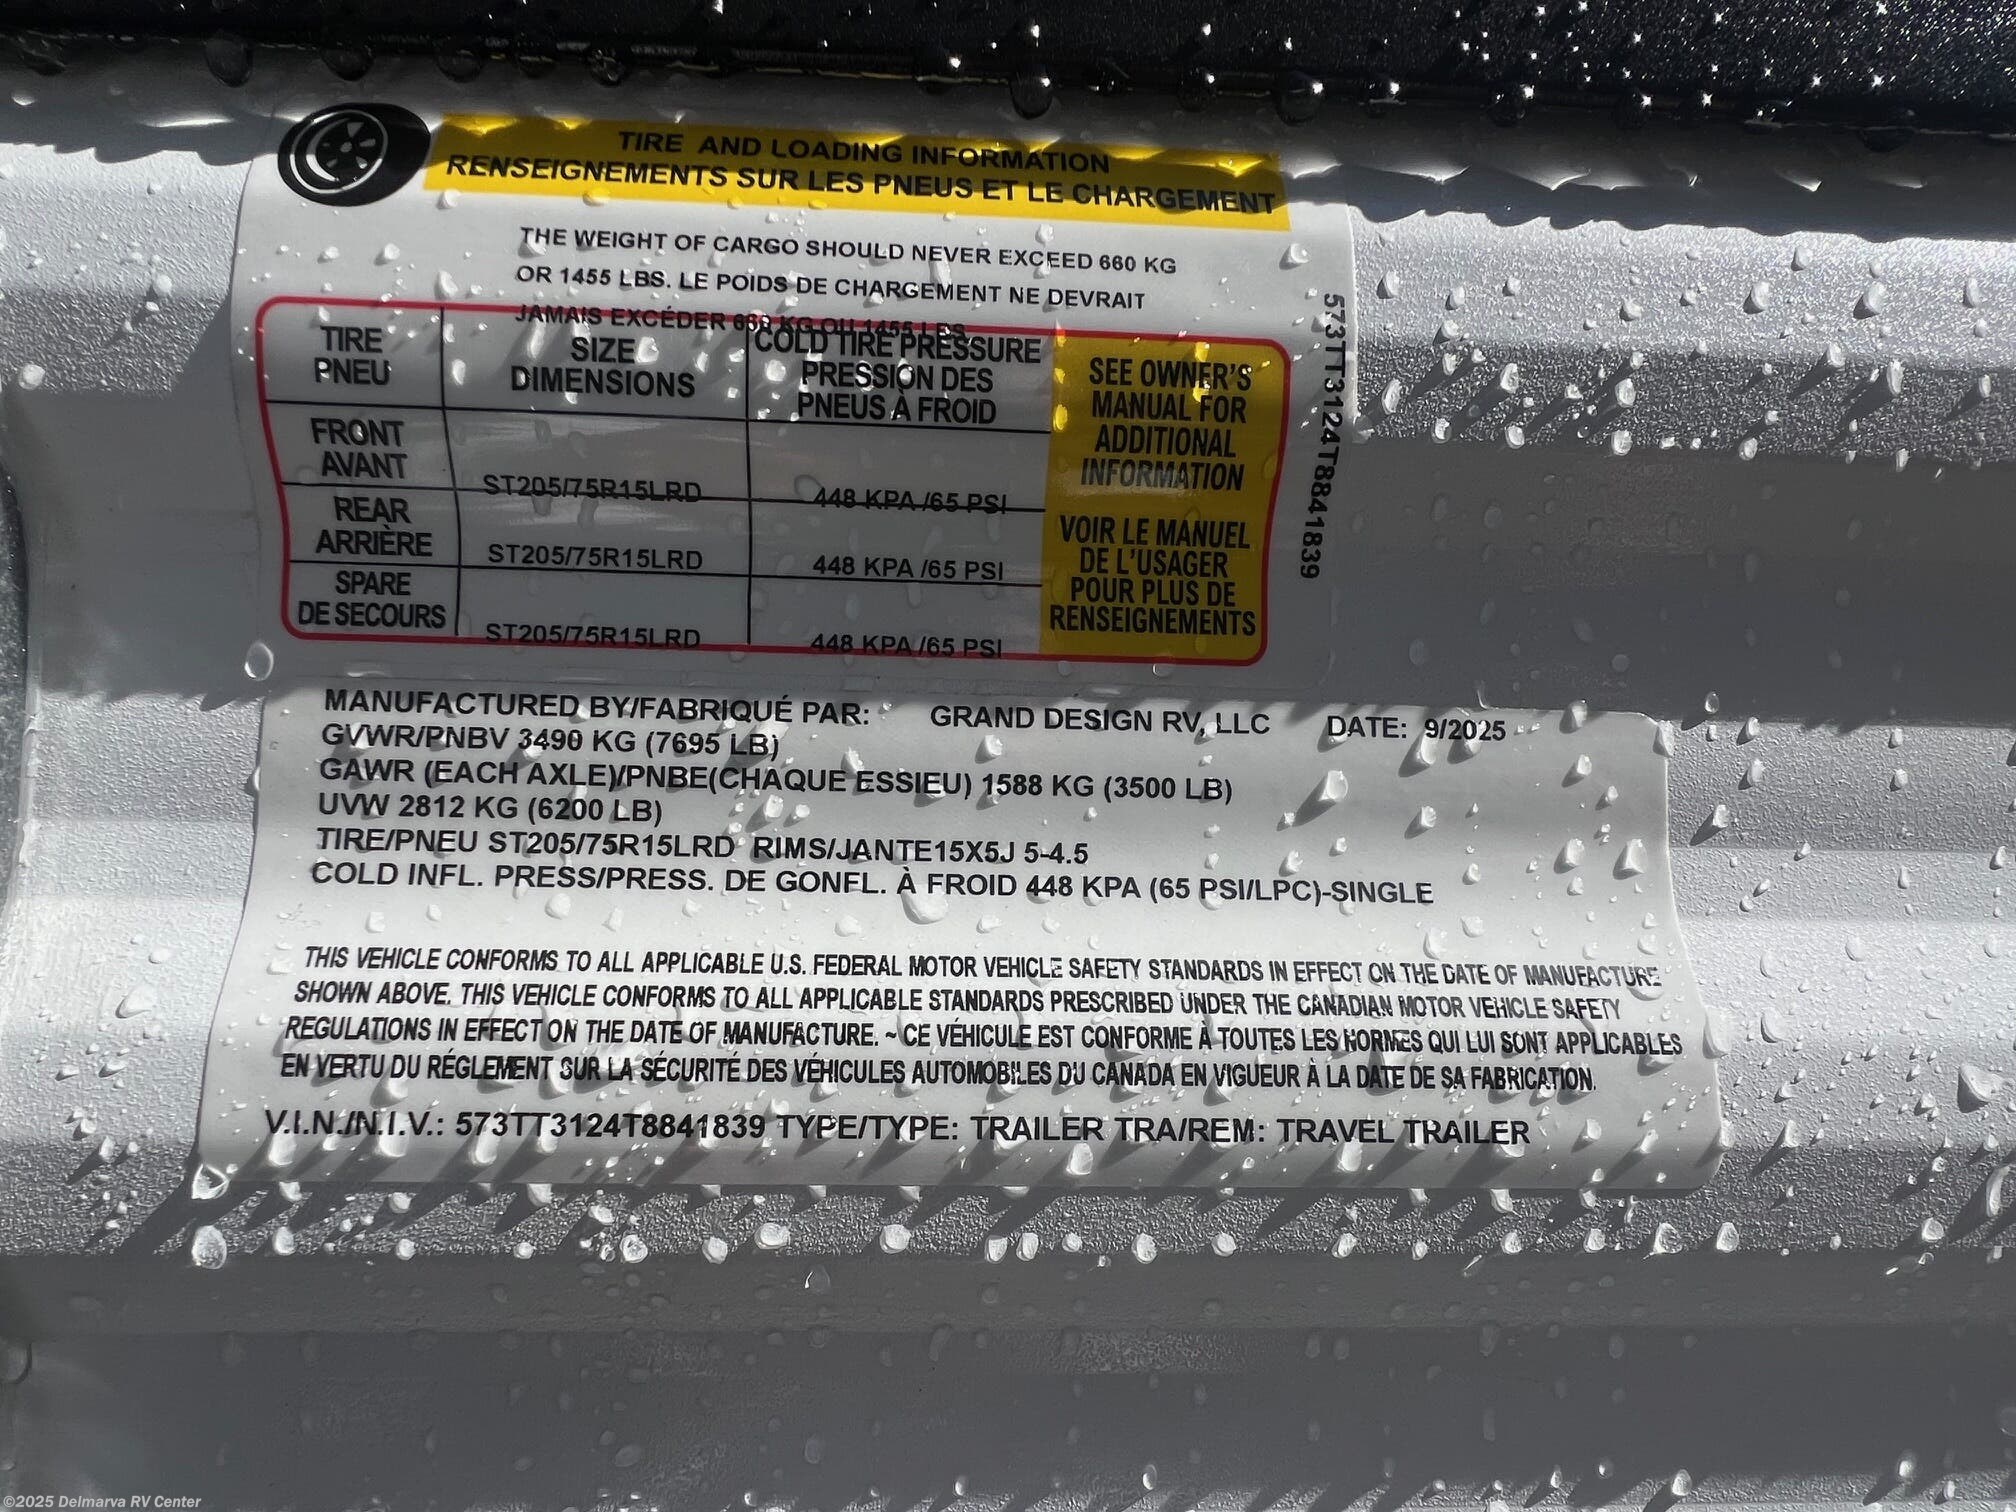 TIRE AND LOADING INFORMATION
RENSEIGNEMENTS SUR LES PNEUS ET LE CHARGEMENT
THE WEIGHT OF CARGO SHOULD NEVER EXCEED 660 KG
OR 1455 LBS. LE POIDS DE CHARGEMENT NE DEVRAIT
JAMAIS EXCÉDER 660 KG OU 1455 LBS
TIRE
PNEU
SIZE
DIMENSIONS
COLD TIRE PRESSURE
PRESSION DES
PNEUS À FROID
FRONT
AVANT
ST205/75R15LRD
448 KPA /65 PSI
REAR
ARRIÈRE
ST205/75R15LRD
448 KPA /65 PSI
SPARE
DE SECOURS
ST205/75R15LRD
448 KPA /65 PSI
SEE OWNER'S
MANUAL FOR
ADDITIONAL
INFORMATION
VOIR LE MANUEL
DE L'USAGER
POUR PLUS DE
RENSEIGNEMENTS
573TT3124T8841839
MANUFACTURED BY/FABRIQUÉ PAR: GRAND DESIGN RV, LLC DATE: 9/2025
GVWR/PNBV 3490 KG (7695 LB)
GAWR (EACH AXLE)/PNBE(CHAQUE ESSIEU) 1588 KG (3500 LB)
UVW 2812 KG (6200 LB)
TIRE/PNEU ST205/75R15LRD RIMS/JANTE15X5J 5-4.5
COLD INFL. PRESS/PRESS. DE GONFL. À FROID 448 KPA (65 PSI/LPC)-SINGLE
THIS VEHICLE CONFORMS TO ALL APPLICABLE U.S. FEDERAL MOTOR VEHICLE SAFETY STANDARDS IN EFFECT ON THE DATE OF MANUFACTURE
SHOWN ABOVE. THIS VEHICLE CONFORMS TO ALL APPLICABLE STANDARDS PRESCRIBED UNDER THE CANADIAN MOTOR VEHICLE SAFETY
REGULATIONS IN EFFECT ON THE DATE OF MANUFACTURE. ~ CE VÉHICULE EST CONFORME À TOUTES LES NORMES QUI LUI SONT APPLICABLES
EN VERTU DU RÉGLEMENT SUR LA SÉCURITÉ DES VÉHICULES AUTOMOBILES DU CANADA EN VIGUEUR À LA DATE DE SA FABRICATION.
V.I.N./N.I.V.: 573TT3124T8841839 TYPE/TYPE: TRAILER TRA/REM: TRAVEL TRAILER
©2025 Delmarva RV Center